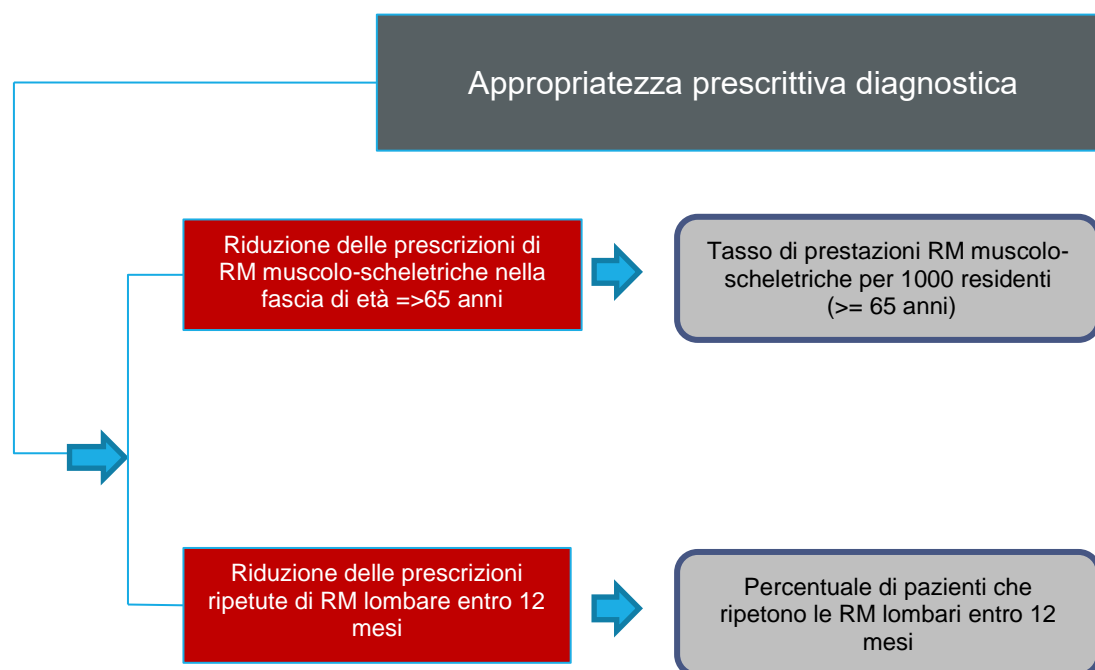 Appropriatezza prescrittiva diagnostica
Riduzione delle prescrizioni di
RM muscolo-scheletriche nella
fascia di età =>65 anni
Tasso di prestazioni RM muscolo-
scheletriche per 1000 residenti
(>= 65 anni)
Riduzione delle prescrizioni
ripetute di RM lombare entro 12
mesi
Percentuale di pazienti che
ripetono le RM lombari entro 12
mesi